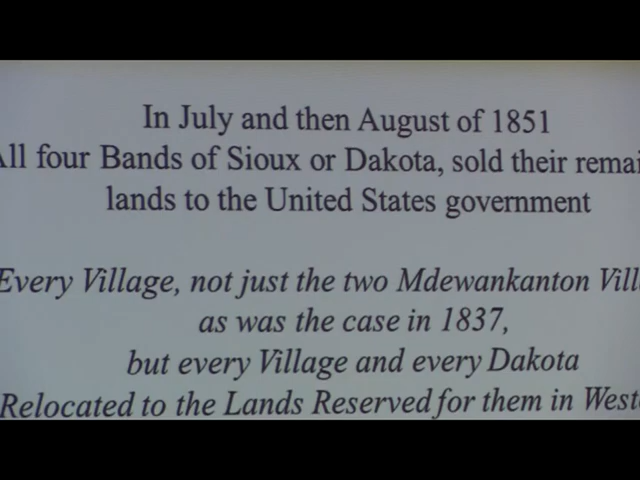 In July and then August of 1851
All four Bands of Sioux or Dakota, sold their
lands to the United States government
Every Village, not just the two Mdewankanton
as was the case in 1837,
but every Village and every Dakota
Relocated to the Lands Reserved for them in